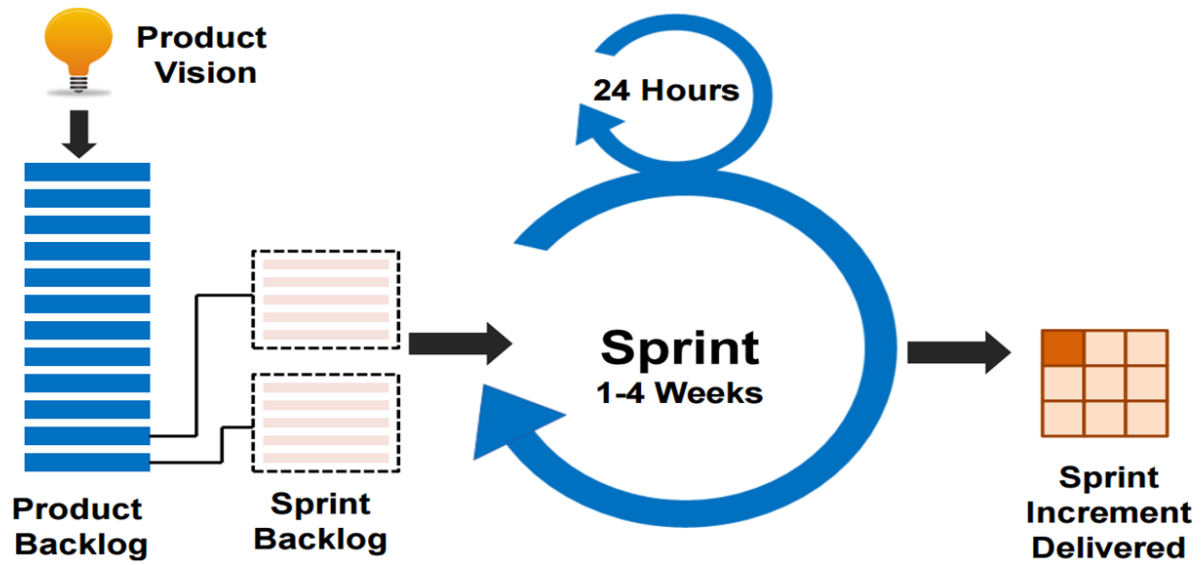 Product
Vision
24 Hours
Sprint
1-4 Weeks
Product
Backlog
Sprint
Backlog
Sprint
Increment
Delivered